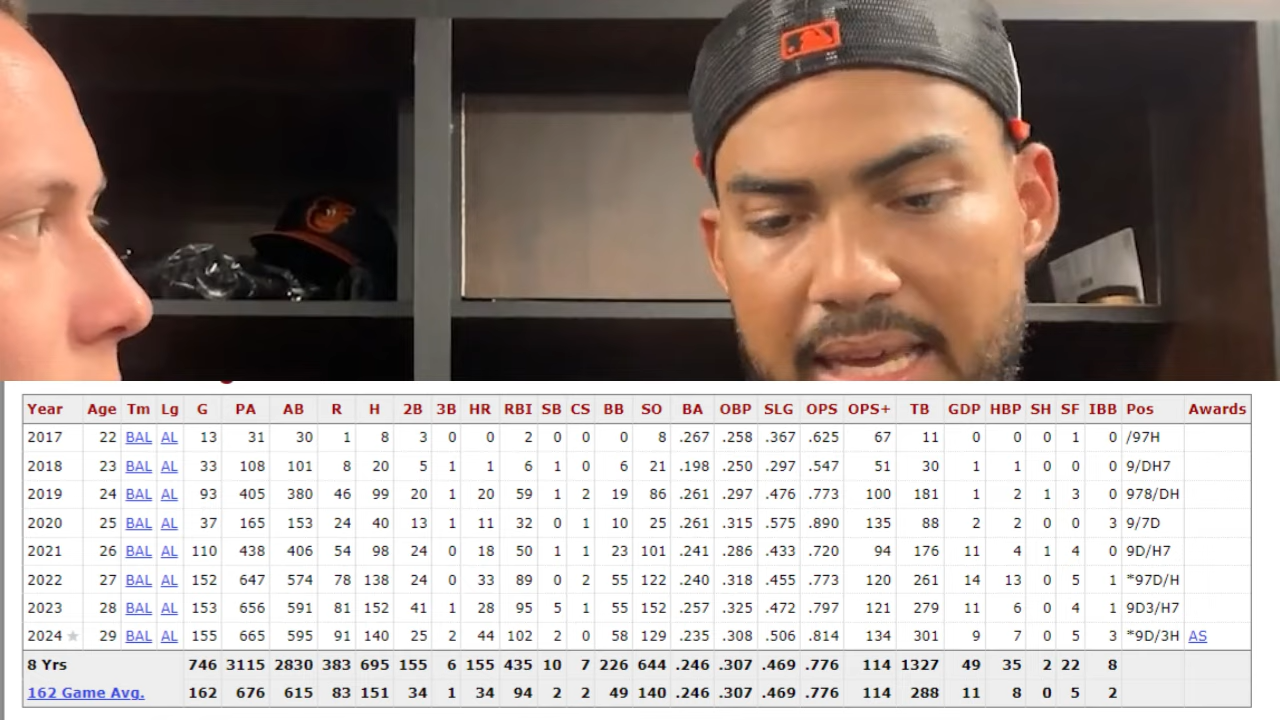 Year Age Tm Lg G PA AB R H 2B 3B HR RBI SB CS BB SO BA OBP SLG OPS OPS+ TB GDP HBP SH SF IBB Pos Awards
2017 22 BAL AL 13 31 30 1 8 3 0 0 2 0 0 0 8 .267 .258 .367 .625 67 11 0 0 0 1 0 /97H
2018 23 BAL AL 33 108 101 8 20 5 1 1 6 1 0 6 21 .198 .250 .297 .547 51 30 1 1 0 0 0 9/DH7
2019 24 BAL AL 93 405 380 46 99 20 1 20 59 1 2 19 86 .261 .297 .476 .773 100 181 1 2 1 3 0 978/DH
2020 25 BAL AL 37 165 153 24 40 13 1 11 32 0 1 10 25 .261 .315 .575 .890 135 88 2 2 0 0 3 9/7D
2021 26 BAL AL 110 438 406 54 98 24 0 18 50 1 1 23 101 .241 .286 .433 .720 94 176 11 4 1 4 0 9D/H7
2022 27 BAL AL 152 647 574 78 138 24 0 33 89 0 2 55 122 .240 .318 .455 .773 120 261 14 13 0 5 1 *97D/H
2023 28 BAL AL 153 656 591 81 152 41 1 28 95 5 1 55 152 .257 .325 .472 .797 121 279 11 6 0 4 1 9D3/H7
2024 ★ 29 BAL AL 155 665 595 91 140 25 2 44 102 2 0 58 129 .235 .308 .506 .814 134 301 9 7 0 5 3 *9D/3H AS
8 Yrs 746 3115 2830 383 695 155 6 155 435 10 7 226 644 .246 .307 .469 .776 114 1327 49 35 2 22 8
162 Game Avg. 162 676 615 83 151 34 1 34 94 2 2 49 140 .246 .307 .469 .776 114 288 11 8 0 5 2